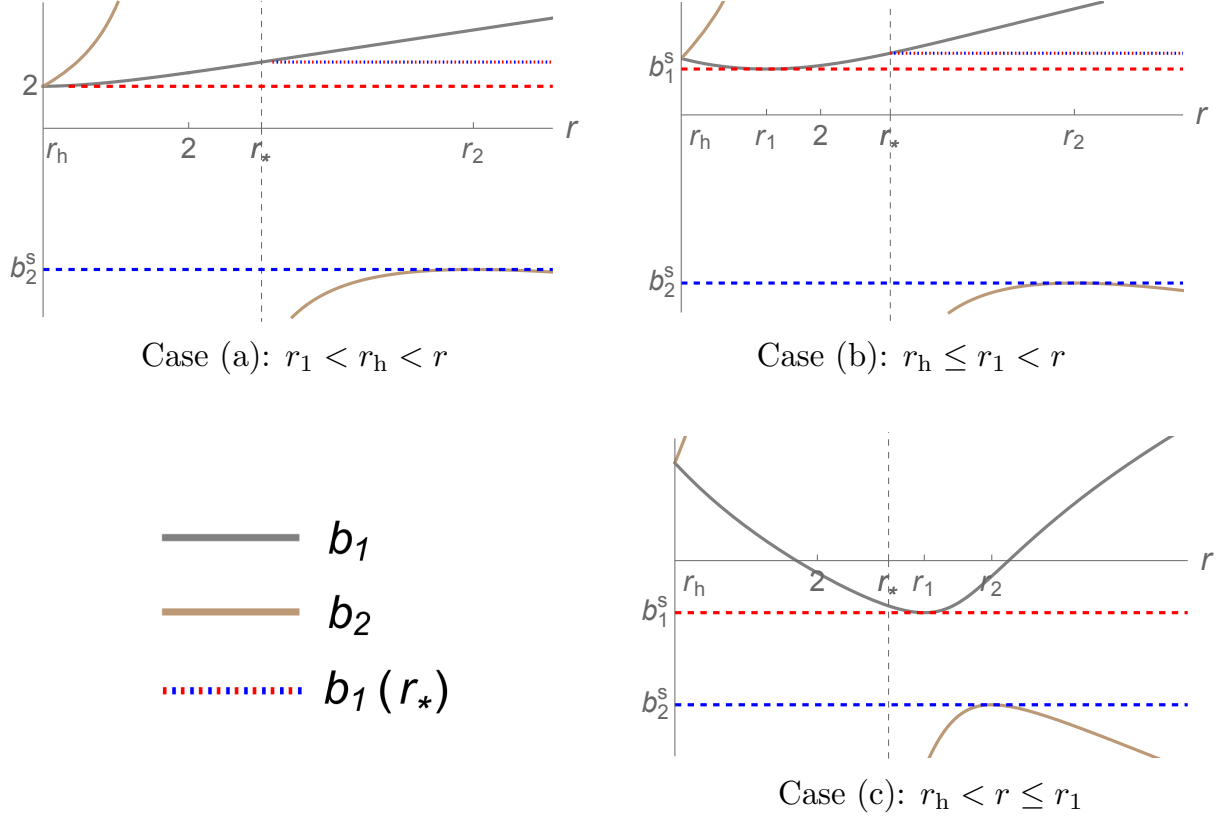 2
r
r_h
2
r_*
r_2
b_2^s
Case (a): r_1 < r_h < r
b_1^s
r
r_h
r_1
2
r_*
r_2
b_2^s
Case (b): r_h ≤ r_1 < r
b_1
b_2
b_1 (r_*)
r
r_h
2
r_*
r_1
r_2
b_1^s
b_2^s
Case (c): r_h < r ≤ r_1